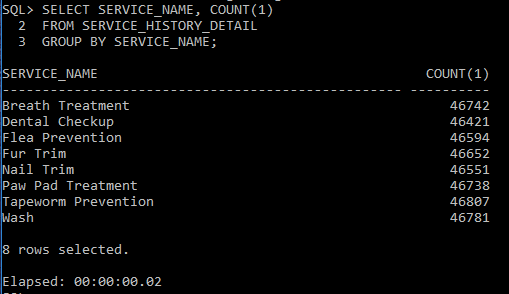 SQL> SELECT SERVICE_NAME, COUNT(1)
  2  FROM SERVICE_HISTORY_DETAIL
  3  GROUP BY SERVICE_NAME;
SERVICE_NAME                                         COUNT(1)
-------------------------------------------------- ----------
Breath Treatment                                        46742
Dental Checkup                                          46421
Flea Prevention                                         46594
Fur Trim                                                46652
Nail Trim                                               46551
Paw Pad Treatment                                       46738
Tapeworm Prevention                                     46807
Wash                                                    46781
8 rows selected.
Elapsed: 00:00:00.02